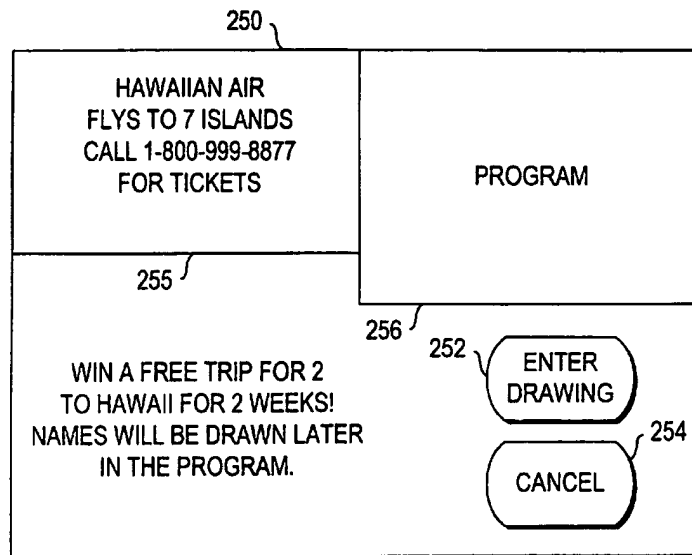 250
HAWAIIAN AIR
FLYS TO 7 ISLANDS
CALL 1-800-999-8877
FOR TICKETS
PROGRAM
255
256
WIN A FREE TRIP FOR 2
TO HAWAII FOR 2 WEEKS!
NAMES WILL BE DRAWN LATER
IN THE PROGRAM.
252
ENTER
DRAWING
254
CANCEL